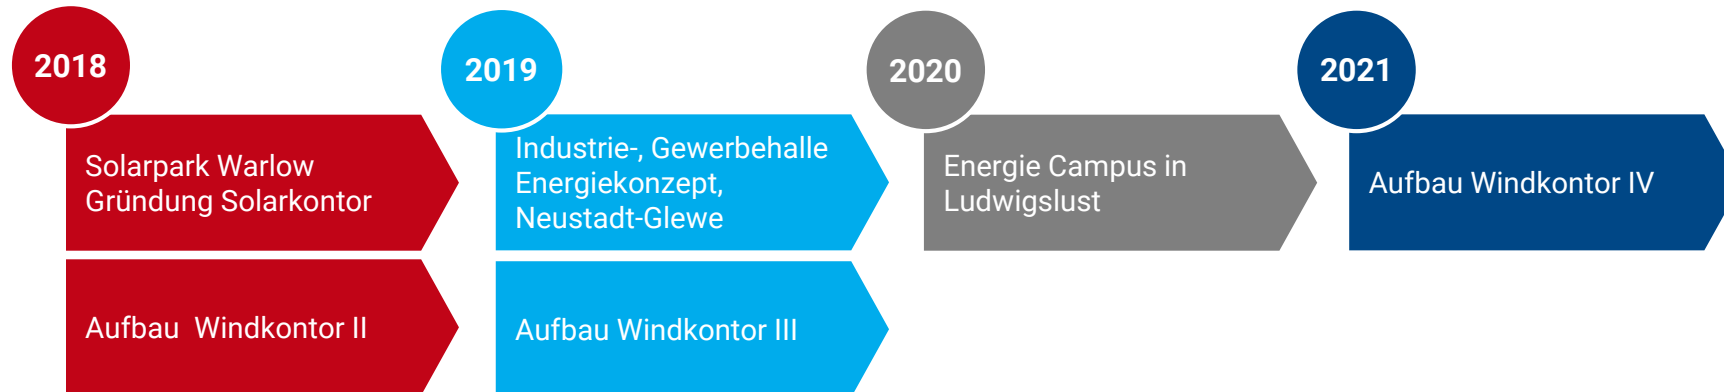 2018
Solarpark Warlow
Gründung Solarkontor
Aufbau  Windkontor II
2019
Industrie-, Gewerbehalle
Energiekonzept,
Neustadt-Glewe
Aufbau Windkontor III
2020
Energie Campus in
Ludwigslust
2021
Aufbau Windkontor IV